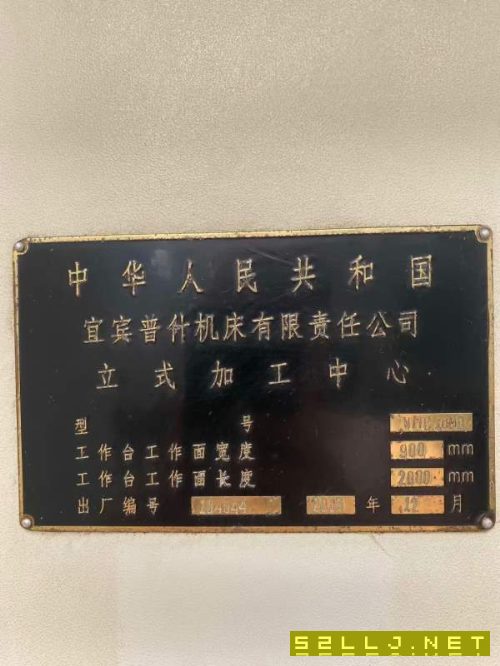 中华人民共和国
宜宾普什机床有限责任公司
立式加工中心
型号
工作台工作面宽度 900 mm
工作台工作面长度 2000 mm
出厂编号 年 12 月
52LLJ.NET